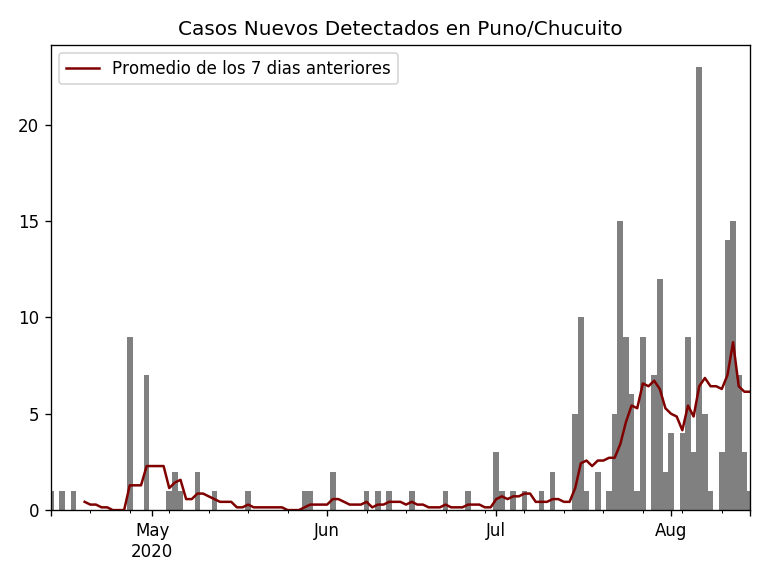 Casos Nuevos Detectados en Puno/Chucuito
Promedio de los 7 dias anteriores
20
15
10
5
0
May Jun Jul Aug
2020